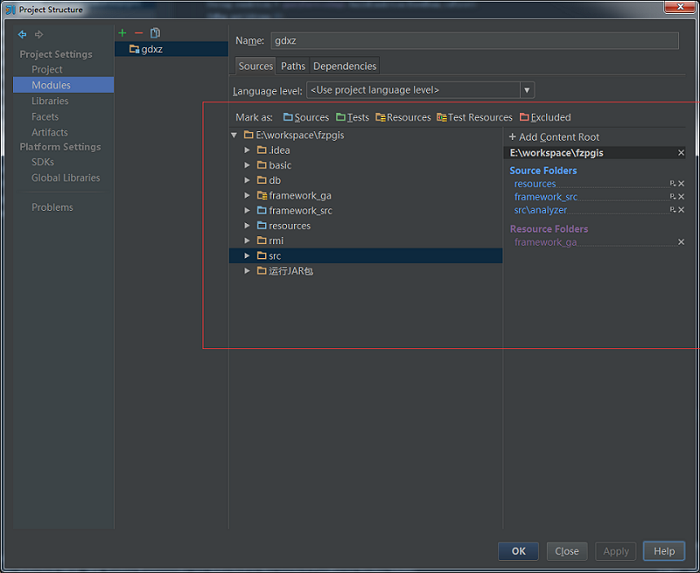 Project Structure
Name: gdxz
gdxz
Project Settings
Project
Modules
Libraries
Facets
Artifacts
Platform Settings
SDKs
Global Libraries
Problems
Sources Paths Dependencies
Language level: <Use project language level>
Mark as: Sources Tests Resources Test Resources Excluded
E:\workspace\fzpgis
.idea
basic
db
framework_ga
framework_src
resources
rmi
src
运行JAR包
+ Add Content Root
E:\workspace\fzpgis
Source Folders
resources
framework_src
src\analyzer
Resource Folders
framework_ga
OK Close Apply Help